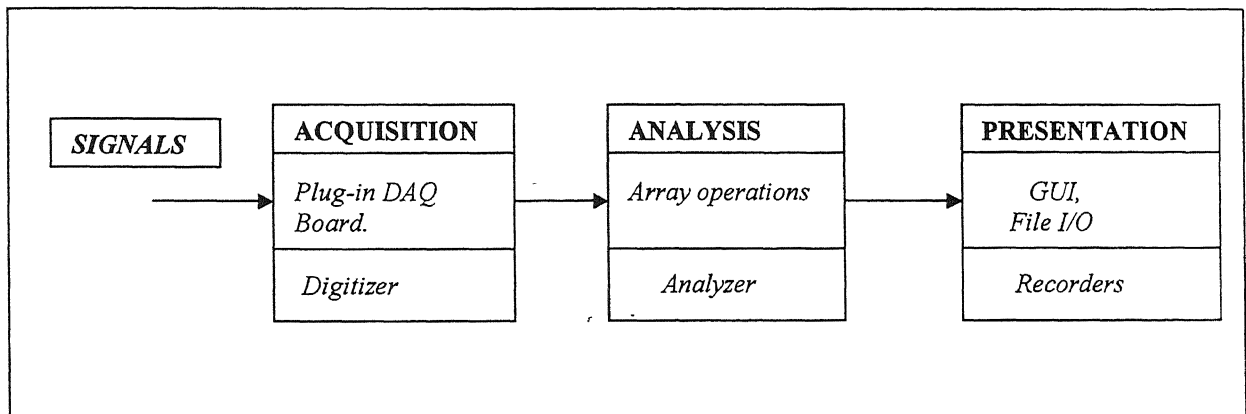 SIGNALS
ACQUISITION
Plug-in DAQ
Board.
Digitizer
ANALYSIS
Array operations
Analyzer
PRESENTATION
GUI,
File I/O
Recorders